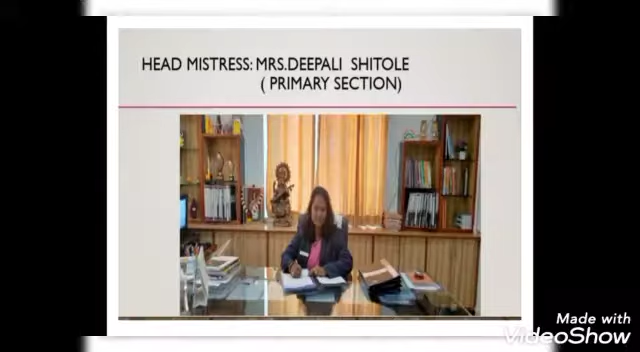 HEAD MISTRESS: MRS.DEEPALI SHITOLE
( PRIMARY SECTION)
Made with
VideoShow